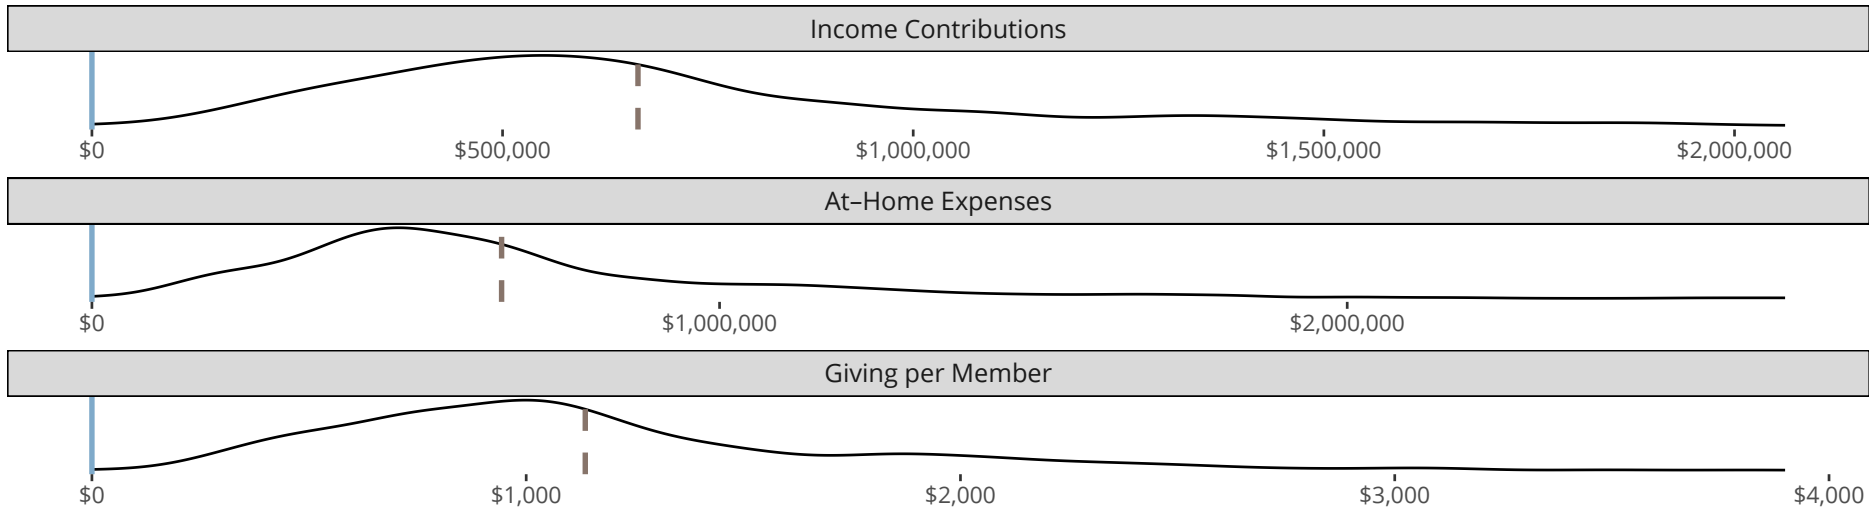 Income Contributions
$0 $500,000 $1,000,000 $1,500,000 $2,000,000
At–Home Expenses
$0 $1,000,000 $2,000,000
Giving per Member
$0 $1,000 $2,000 $3,000 $4,000